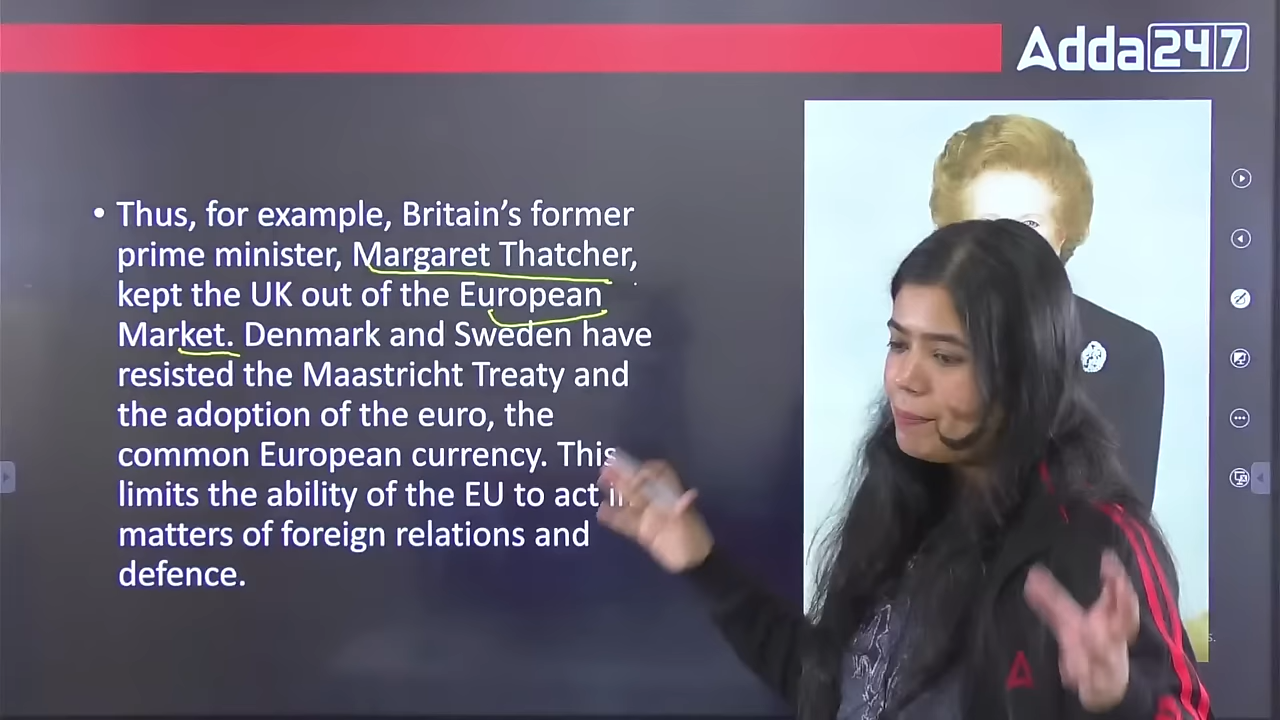 Adda247
• Thus, for example, Britain's former
prime minister, Margaret Thatcher,
kept the UK out of the European
Market. Denmark and Sweden have
resisted the Maastricht Treaty and
the adoption of the euro, the
common European currency. This
limits the ability of the EU to act
matters of foreign relations and
defence.